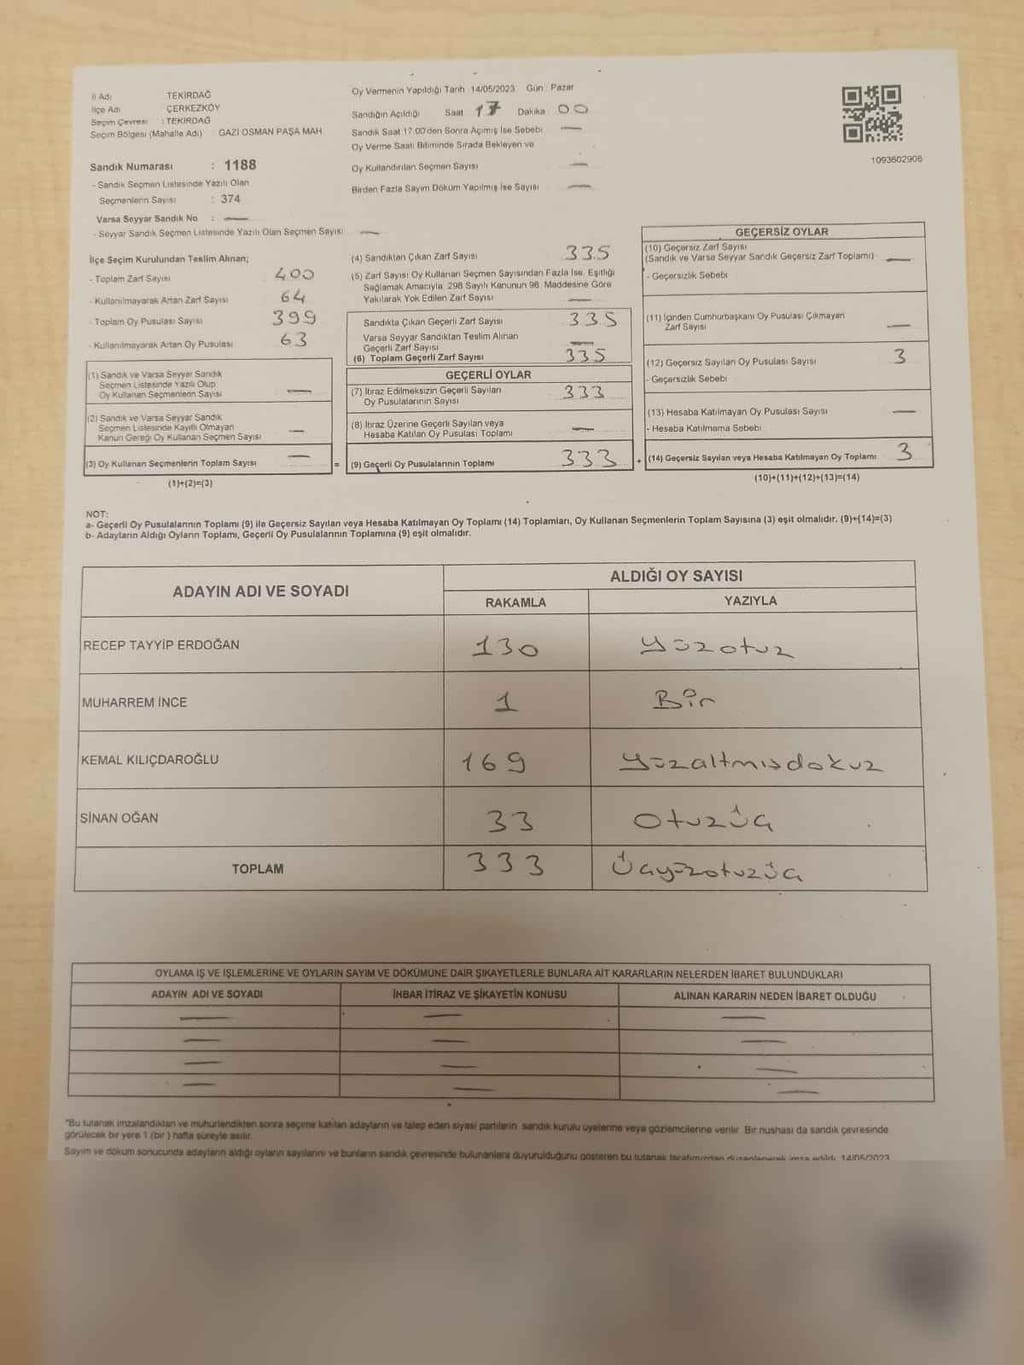 İl Adı TEKİRDAĞ
İlçe Adı ÇERKEZKÖY
Seçim Çevresi : TEKİRDAĞ
Seçim Bölgesi (Mahalle Adı) : GAZİ OSMAN PAŞA MAH.
Sandık Numarası : 1188
- Sandık Seçmen Listesinde Yazılı Olan
Seçmenlerin Sayısı : 374
Varsa Seyyar Sandık No : —
- Seyyar Sandık Seçmen Listesinde Yazılı Olan Seçmen Sayısı —
Oy Vermenin Yapıldığı Tarih 14/05/2023 Gün : Pazar
Sandığın Açıldığı Saat 17 Dakika 00
Sandık Saat 17.00'den Sonra Açılmış İse Sebebi —
Oy Verme Saati Bitiminde Sırada Bekleyen ve
Oy Kullandırılan Seçmen Sayısı —
Birden Fazla Sayım Döküm Yapılmış İse Sayısı —
1093602906
İlçe Seçim Kurulundan Teslim Alınan;
- Toplam Zarf Sayısı 400
- Kullanılmayarak Artan Zarf Sayısı 64
- Toplam Oy Pusulası Sayısı 399
- Kullanılmayarak Artan Oy Pusulası 63
(1) Sandık ve Varsa Seyyar Sandık
Seçmen Listesinde Yazılı Olup
Oy Kullanan Seçmenlerin Sayısı —
(2) Sandık ve Varsa Seyyar Sandık
Seçmen Listesinde Kayıtlı Olmayan
Kanun Gereği Oy Kullanan Seçmen Sayısı —
(3) Oy Kullanan Seçmenlerin Toplam Sayısı —
(1)+(2)=(3)
=
(4) Sandıktan Çıkan Zarf Sayısı 335
(5) Zarf Sayısı Oy Kullanan Seçmen Sayısından Fazla İse, Eşitliği
Sağlamak Amacıyla, 298 Sayılı Kanunun 98. Maddesine Göre
Yakılarak Yok Edilen Zarf Sayısı —
Sandıkta Çıkan Geçerli Zarf Sayısı 335
Varsa Seyyar Sandıktan Teslim Alınan
Geçerli Zarf Sayısı —
(6) Toplam Geçerli Zarf Sayısı 335
GEÇERLİ OYLAR
(7) İtiraz Edilmeksizin Geçerli Sayılan
Oy Pusulalarının Sayısı 333
(8) İtiraz Üzerine Geçerli Sayılan veya
Hesaba Katılan Oy Pusulası Toplamı —
(9) Geçerli Oy Pusulalarının Toplamı 333
+
GEÇERSİZ OYLAR
(10) Geçersiz Zarf Sayısı
(Sandık ve Varsa Seyyar Sandık Geçersiz Zarf Toplamı) —
- Geçersizlik Sebebi
(11) İçinden Cumhurbaşkanı Oy Pusulası Çıkmayan
Zarf Sayısı —
(12) Geçersiz Sayılan Oy Pusulası Sayısı 3
- Geçersizlik Sebebi
(13) Hesaba Katılmayan Oy Pusulası Sayısı —
- Hesaba Katılmama Sebebi
(14) Geçersiz Sayılan veya Hesaba Katılmayan Oy Toplamı 3
(10)+(11)+(12)+(13)=(14)
NOT:
a- Geçerli Oy Pusulalarının Toplamı (9) ile Geçersiz Sayılan veya Hesaba Katılmayan Oy Toplamı (14) Toplamları, Oy Kullanan Seçmenlerin Toplam Sayısına (3) eşit olmalıdır. (9)+(14)=(3)
b- Adayların Aldığı Oyların Toplamı, Geçerli Oy Pusulalarının Toplamına (9) eşit olmalıdır.
ADAYIN ADI VE SOYADI ALDIĞI OY SAYISI
RAKAMLA YAZIYLA
RECEP TAYYİP ERDOĞAN 130 Yüzotuz
MUHARREM İNCE 1 Bir
KEMAL KILIÇDAROĞLU 169 Yüzaltmışdokuz
SİNAN OĞAN 33 Otuzüç
TOPLAM 333 Üçyüzotuzüç
OYLAMA İŞ VE İŞLEMLERİNE VE OYLARIN SAYIM VE DÖKÜMÜNE DAİR ŞİKAYETLERLE BUNLARA AİT KARARLARIN NELERDEN İBARET BULUNDUKLARI
ADAYIN ADI VE SOYADI İHBAR İTİRAZ VE ŞİKAYETİN KONUSU ALINAN KARARIN NEDEN İBARET OLDUĞU
— — —
— — —
— — —
— — —
"Bu tutanak imzalandıktan ve mühürlendikten sonra seçime katılan adayların ve talep eden siyasi partilerin sandık kurulu üyelerine veya gözlemcilerine verilir. Bir nüshası da sandık çevresinde
görülecek bir yere 1 (bir) hafta süreyle asılır.
Sayım ve döküm sonucunda adayların aldığı oyların sayılarını ve bunların sandık çevresinde bulunanlara duyurulduğunu gösteren bu tutanak tarafımızdan düzenlenerek imza edildi. 14/05/2023